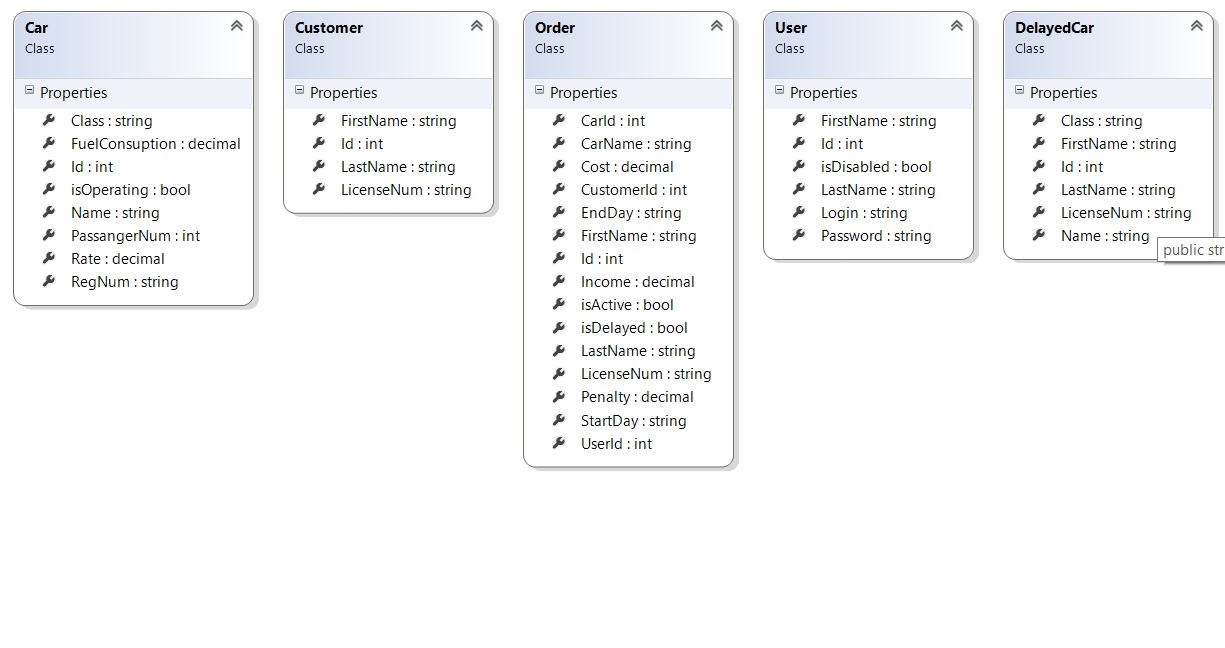 Car
Class
Properties
Class : string
FuelConsuption : decimal
Id : int
isOperating : bool
Name : string
PassangerNum : int
Rate : decimal
RegNum : string
Customer
Class
Properties
FirstName : string
Id : int
LastName : string
LicenseNum : string
Order
Class
Properties
CarId : int
CarName : string
Cost : decimal
CustomerId : int
EndDay : string
FirstName : string
Id : int
Income : decimal
isActive : bool
isDelayed : bool
LastName : string
LicenseNum : string
Penalty : decimal
StartDay : string
UserId : int
User
Class
Properties
FirstName : string
Id : int
isDisabled : bool
LastName : string
Login : string
Password : string
DelayedCar
Class
Properties
Class : string
FirstName : string
Id : int
LastName : string
LicenseNum : string
Name : string
public str